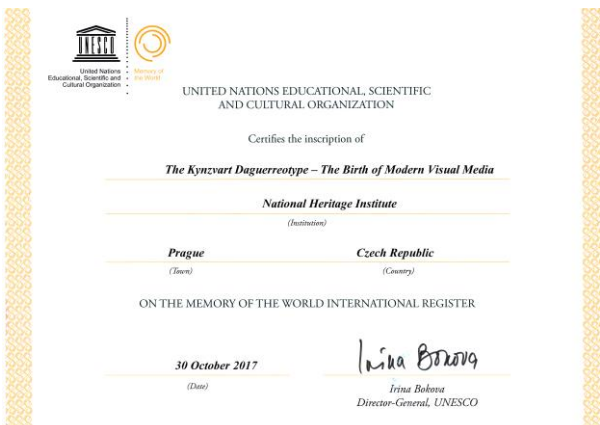 UNESCO
United Nations
Educational, Scientific and
Cultural Organization
Memory of
the World
UNITED NATIONS EDUCATIONAL, SCIENTIFIC
AND CULTURAL ORGANIZATION
Certifies the inscription of
The Kynzvart Daguerreotype – The Birth of Modern Visual Media
National Heritage Institute
(Institution)
Prague Czech Republic
(Town) (Country)
ON THE MEMORY OF THE WORLD INTERNATIONAL REGISTER
Irina Bokova
30 October 2017
(Date)
Irina Bokova
Director-General, UNESCO